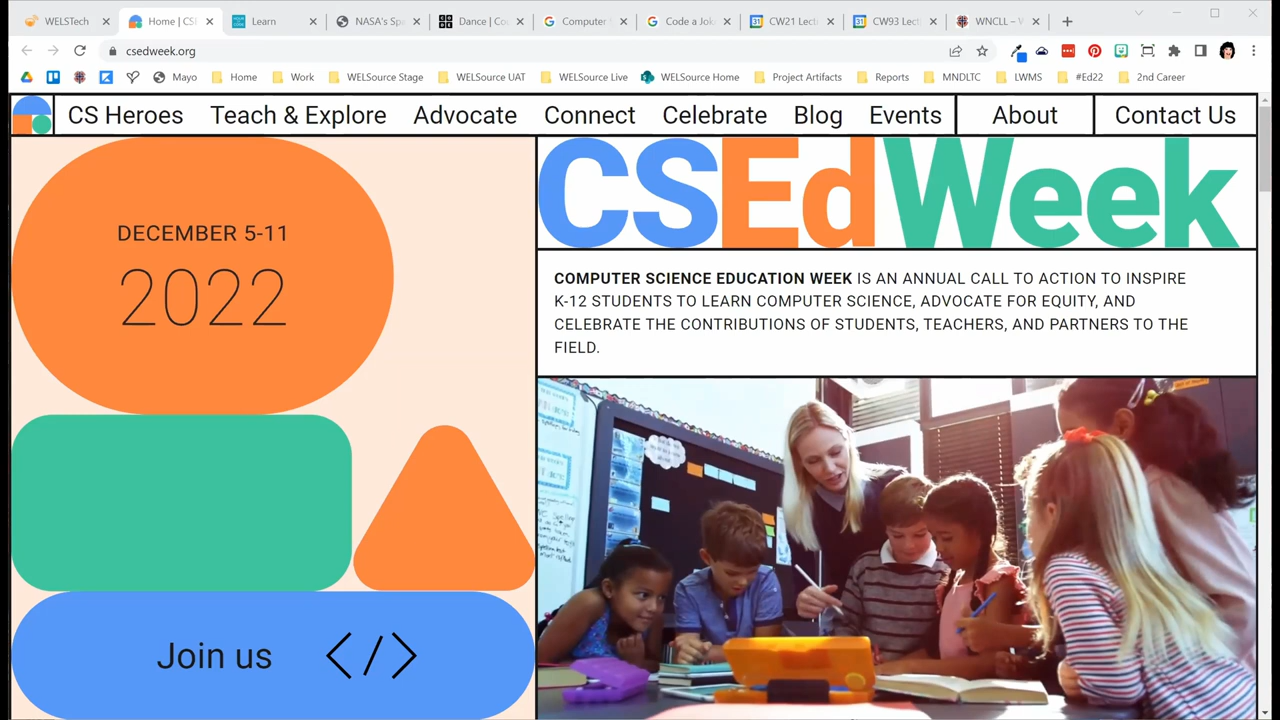 WELSTech
Home | CS
Learn
NASA's Sp
Dance | Co
Computer
Code a Jok
CW21 Lect
CW93 Lect
WNCLL – W
csedweek.org
Mayo
Home
Work
WELSource Stage
WELSource UAT
WELSource Live
WELSource Home
Project Artifacts
Reports
MNDLTC
LWMS
#Ed22
2nd Career
CS Heroes
Teach & Explore
Advocate
Connect
Celebrate
Blog
Events
About
Contact Us
DECEMBER 5-11
2022
Join us </>
CSEdWeek
COMPUTER SCIENCE EDUCATION WEEK IS AN ANNUAL CALL TO ACTION TO INSPIRE
K-12 STUDENTS TO LEARN COMPUTER SCIENCE, ADVOCATE FOR EQUITY, AND
CELEBRATE THE CONTRIBUTIONS OF STUDENTS, TEACHERS, AND PARTNERS TO THE
FIELD.